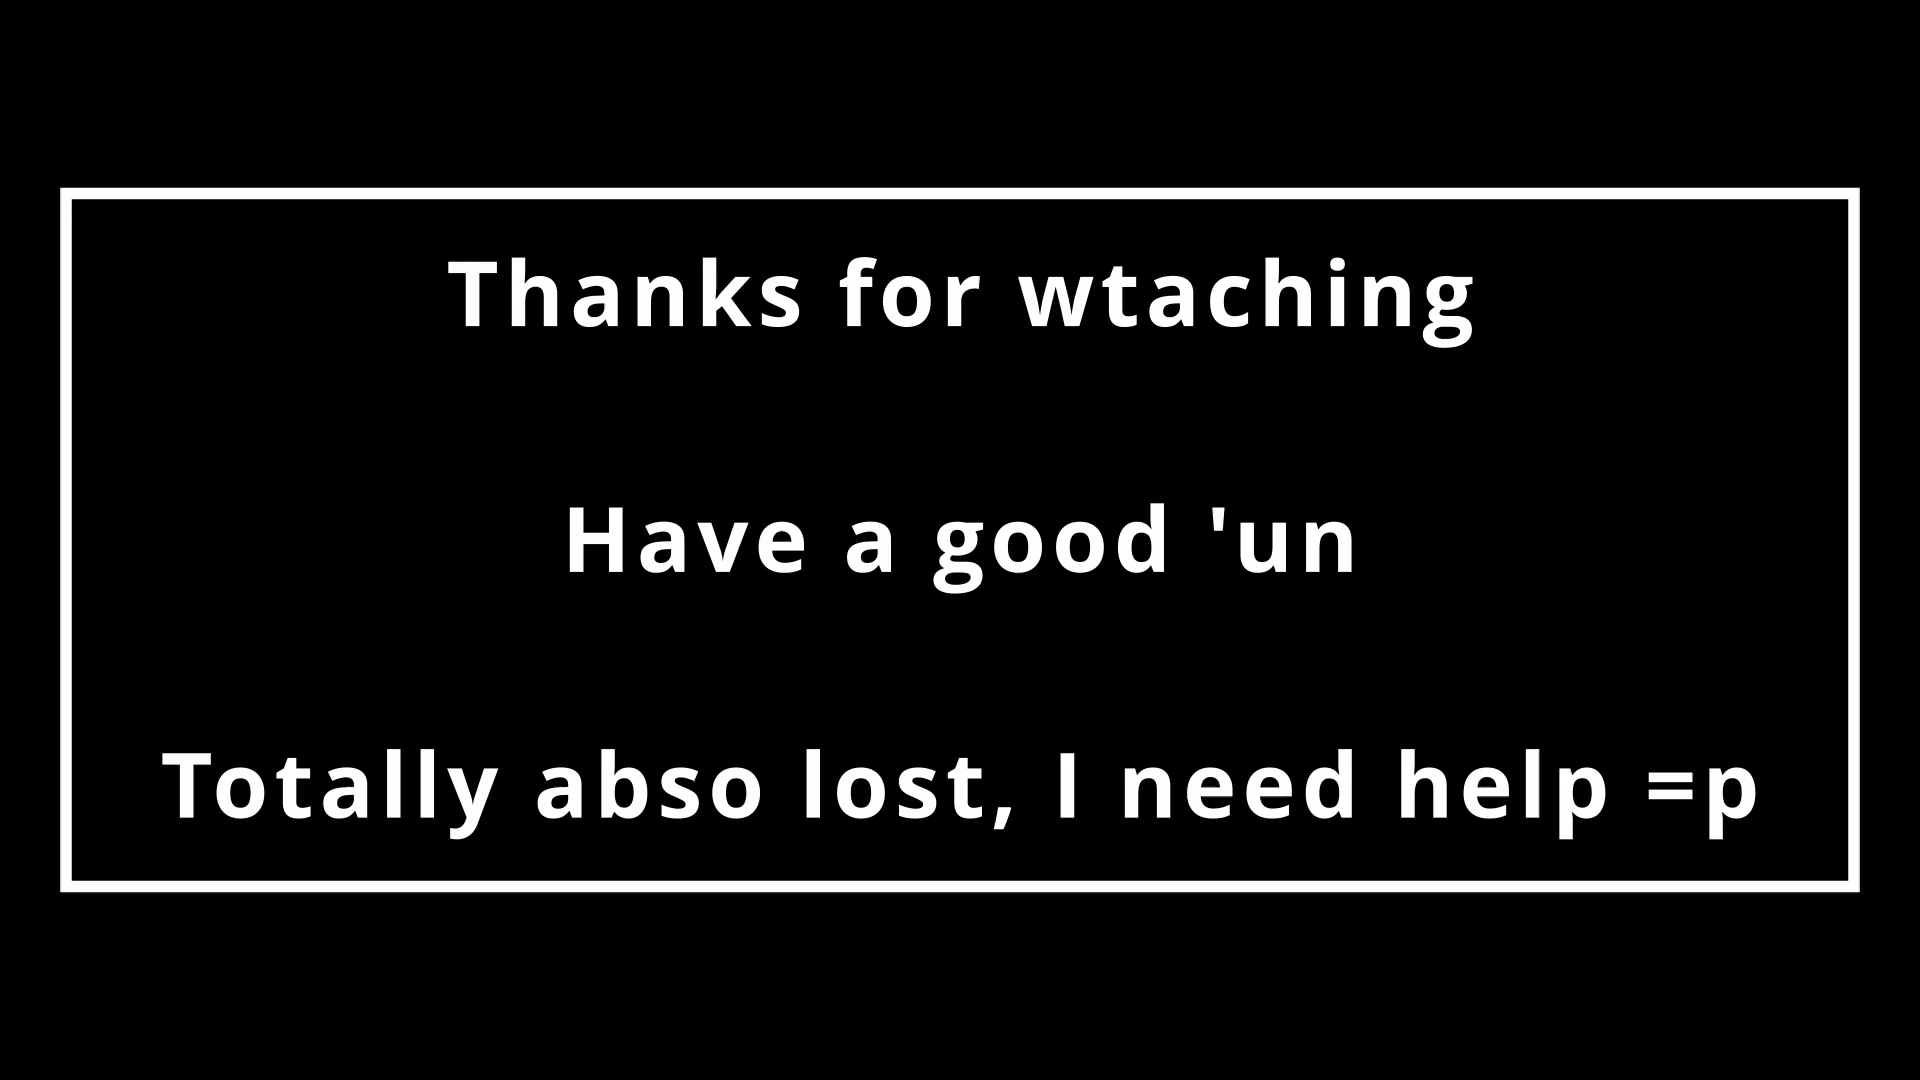 Thanks for wtaching
Have a good 'un
Totally abso lost, I need help =p